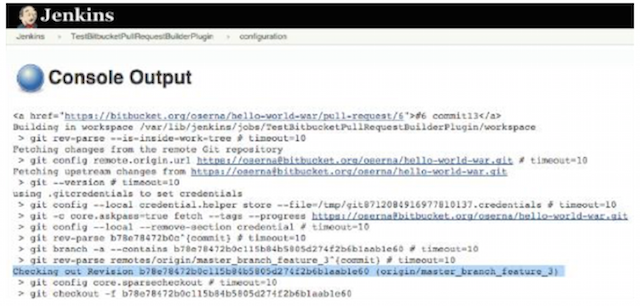 Jenkins
Jenkins › TestBitbucketPullRequestBuilderPlugin › configuration
Console Output
<a href="https://bitbucket.org/oserna/hello-world-war/pull-request/6">#6 commit13</a>
Building in workspace /var/lib/jenkins/jobs/TestBitbucketPullRequestBuilderPlugin/workspace
> git rev-parse --is-inside-work-tree # timeout=10
Fetching changes from the remote Git repository
> git config remote.origin.url https://oserna@bitbucket.org/oserna/hello-world-war.git # timeout=10
Fetching upstream changes from https://oserna@bitbucket.org/oserna/hello-world-war.git
> git --version # timeout=10
using .gitcredentials to set credentials
> git config --local credential.helper store --file=/tmp/git8712084916977810137.credentials # timeout=10
> git -c core.askpass=true fetch --tags --progress https://oserna@bitbucket.org/oserna/hello-world-war.git
> git config --local --remove-section credential # timeout=10
> git rev-parse b78e78472b0c^{commit} # timeout=10
> git branch -a --contains b78e78472b0c115b84b5805d274f2b6b1aab1e60 # timeout=10
> git rev-parse remotes/origin/master_branch_feature_3^{commit} # timeout=10
Checking out Revision b78e78472b0c115b84b5805d274f2b6b1aab1e60 (origin/master_branch_feature_3)
> git config core.sparsecheckout # timeout=10
> git checkout -f b78e78472b0c115b84b5805d274f2b6b1aab1e60